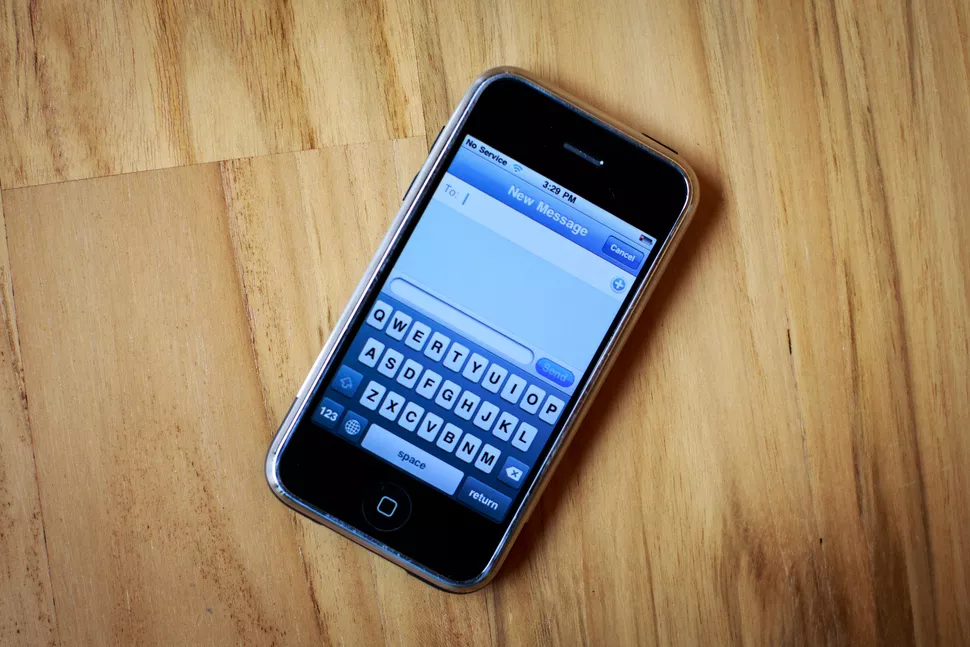 No Service 3:29 PM
New Message
Cancel
To:
Send
Q W E R T Y U I O P
A S D F G H J K L
Z X C V B N M
123 space return